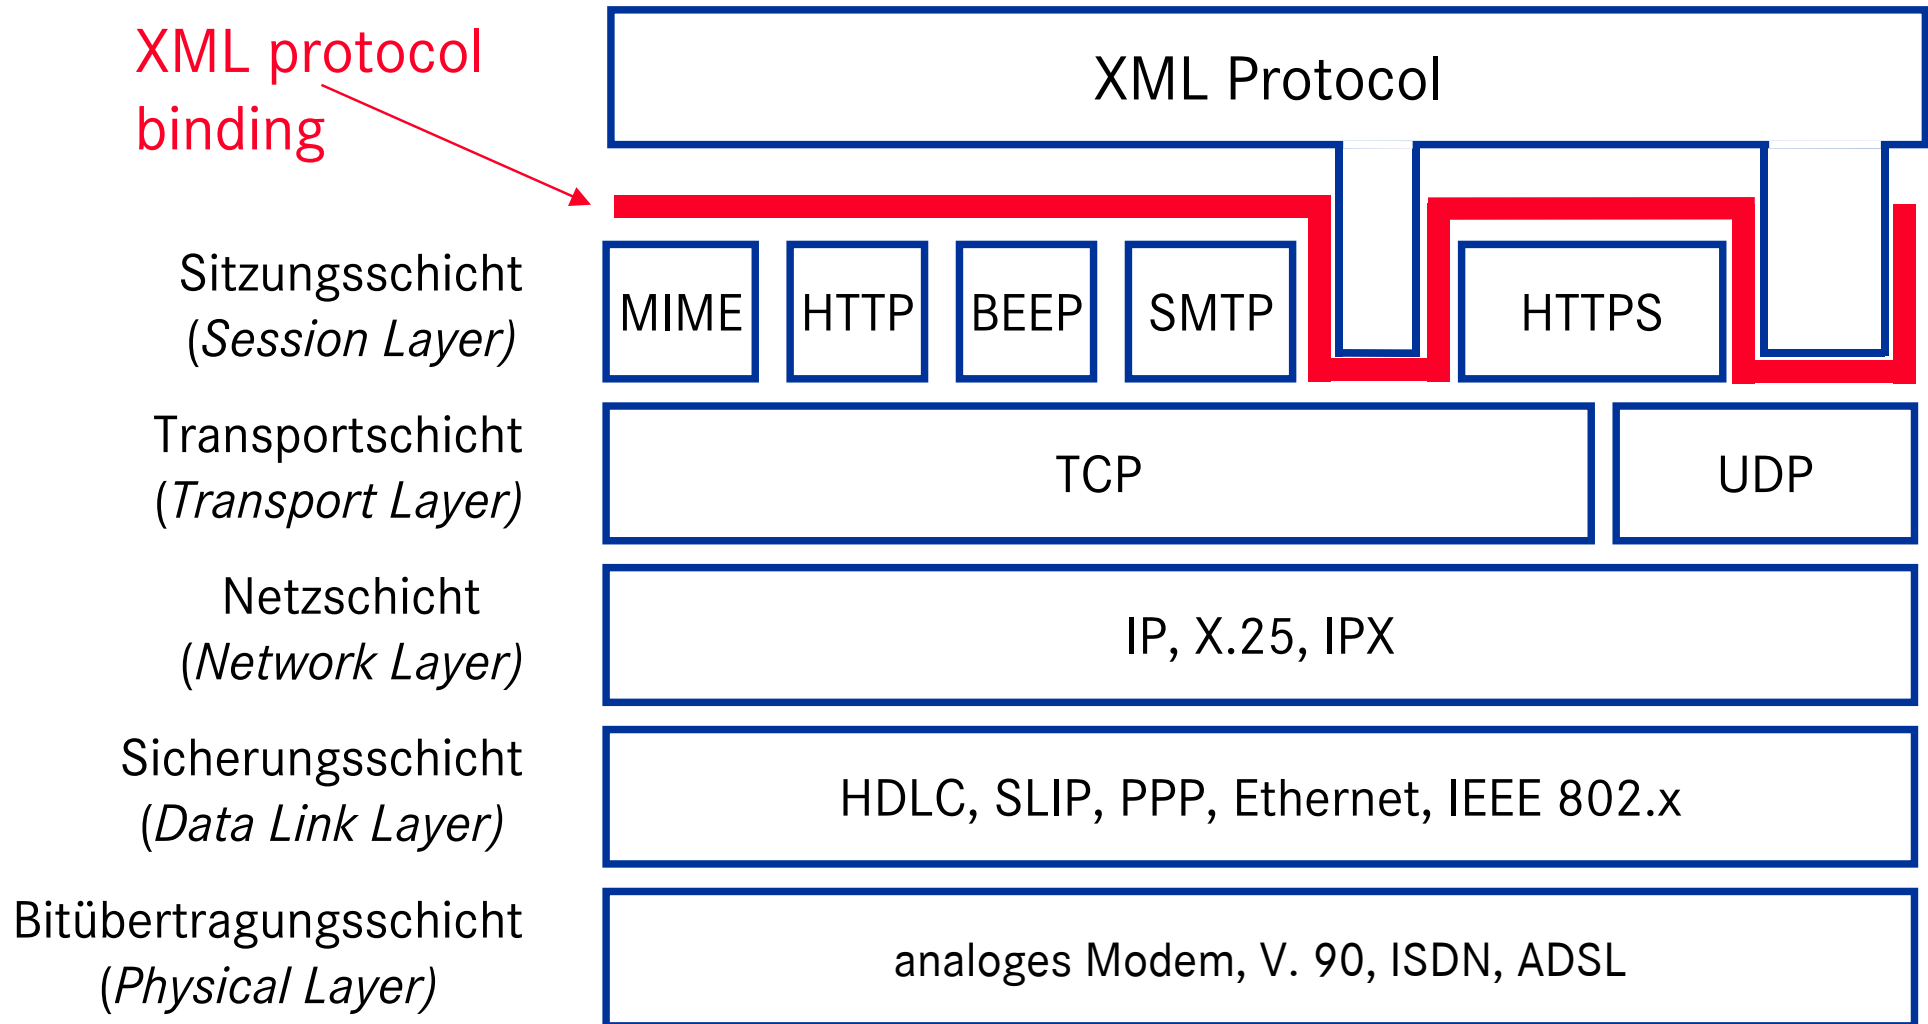 XML protocol
binding
XML Protocol
Sitzungsschicht
(Session Layer)
MIME
HTTP
BEEP
SMTP
HTTPS
Transportschicht
(Transport Layer)
TCP
UDP
Netzschicht
(Network Layer)
IP, X.25, IPX
Sicherungsschicht
(Data Link Layer)
HDLC, SLIP, PPP, Ethernet, IEEE 802.x
Bitübertragungsschicht
(Physical Layer)
analoges Modem, V. 90, ISDN, ADSL